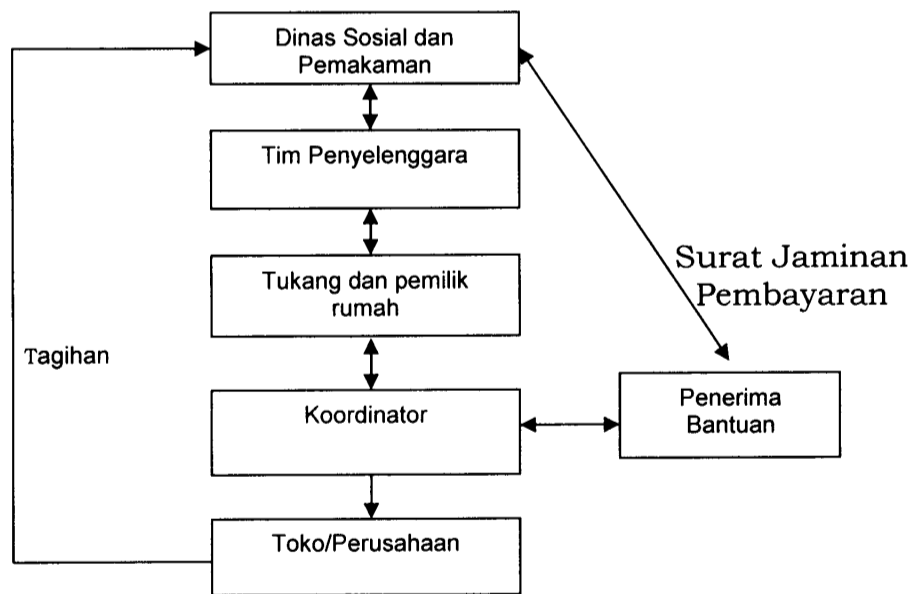 Dinas Sosial dan
Pemakaman
Tim Penyelenggara
Tukang dan pemilik
rumah
Surat Jaminan
Pembayaran
Tagihan
Koordinator
Penerima
Bantuan
Toko/Perusahaan